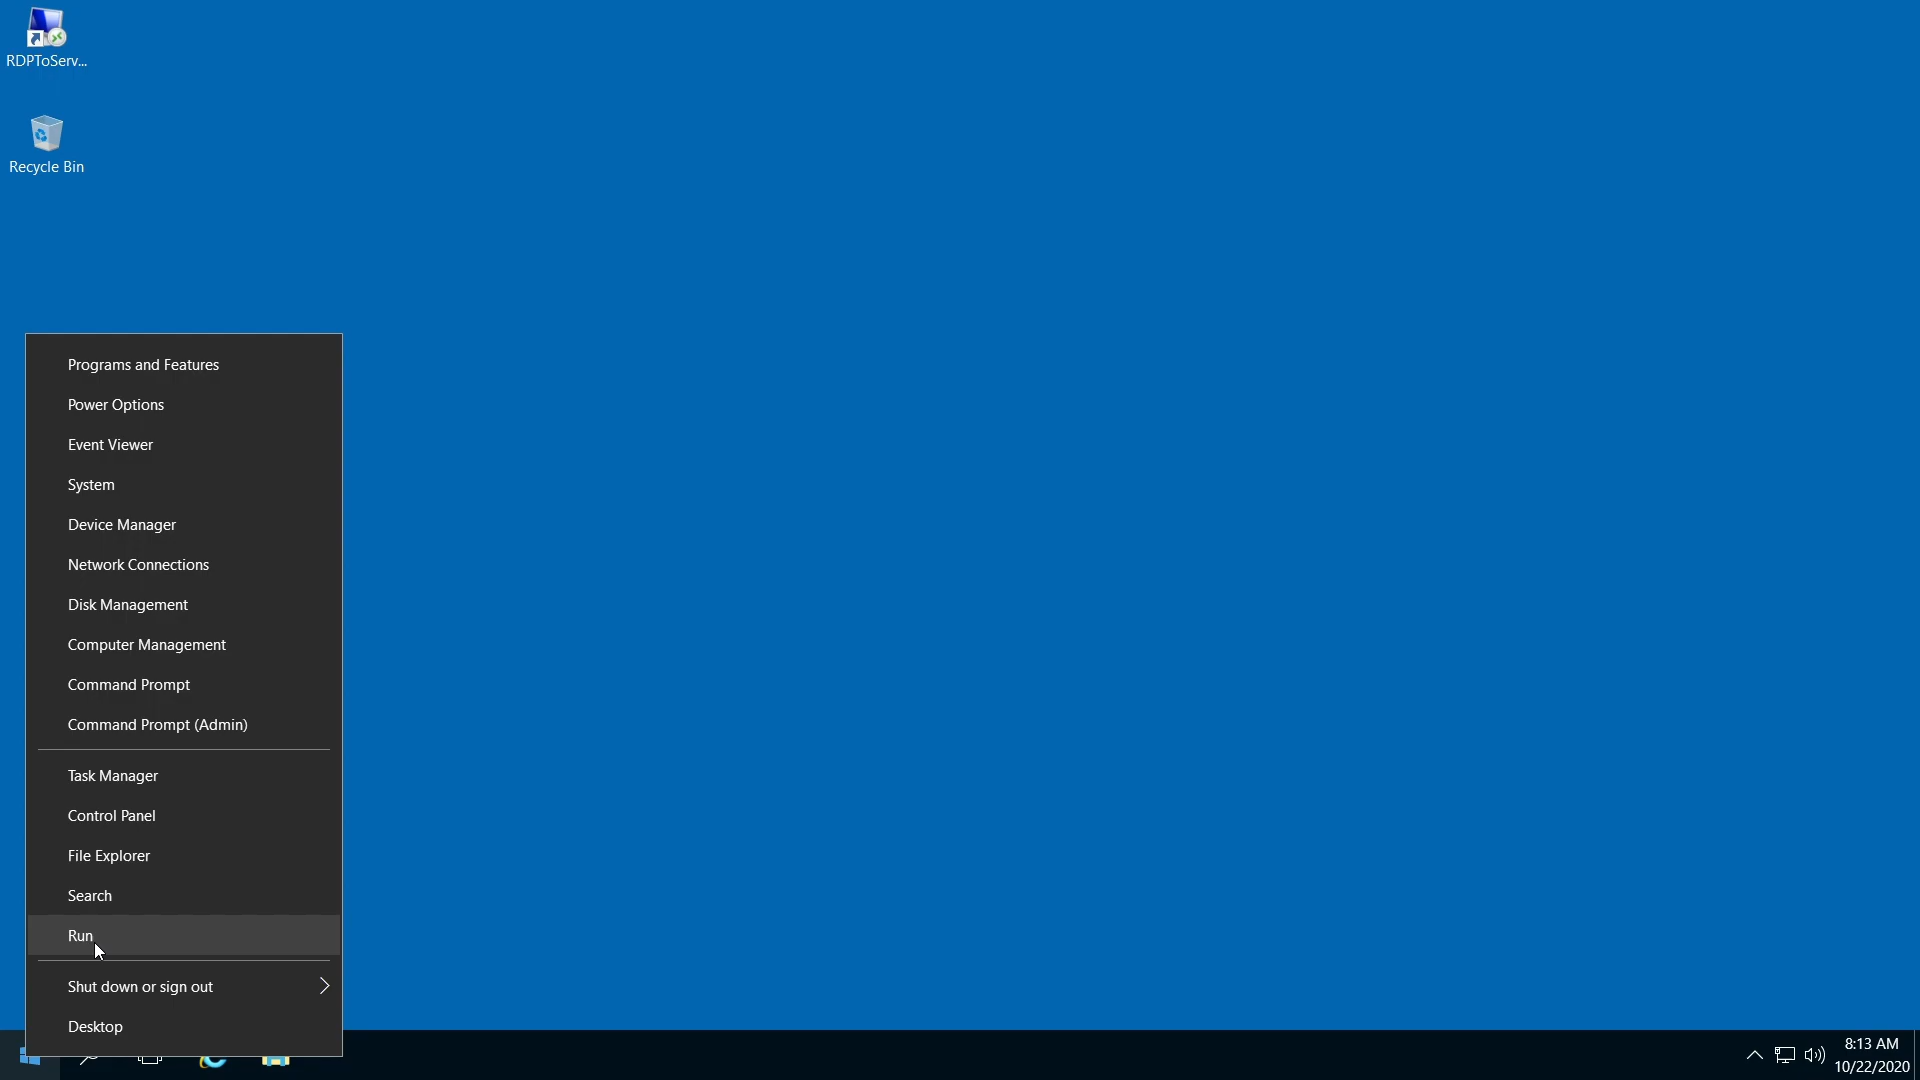 RDPToServ...
Recycle Bin
Programs and Features
Power Options
Event Viewer
System
Device Manager
Network Connections
Disk Management
Computer Management
Command Prompt
Command Prompt (Admin)
Task Manager
Control Panel
File Explorer
Search
Run
Shut down or sign out
Desktop
8:13 AM
10/22/2020